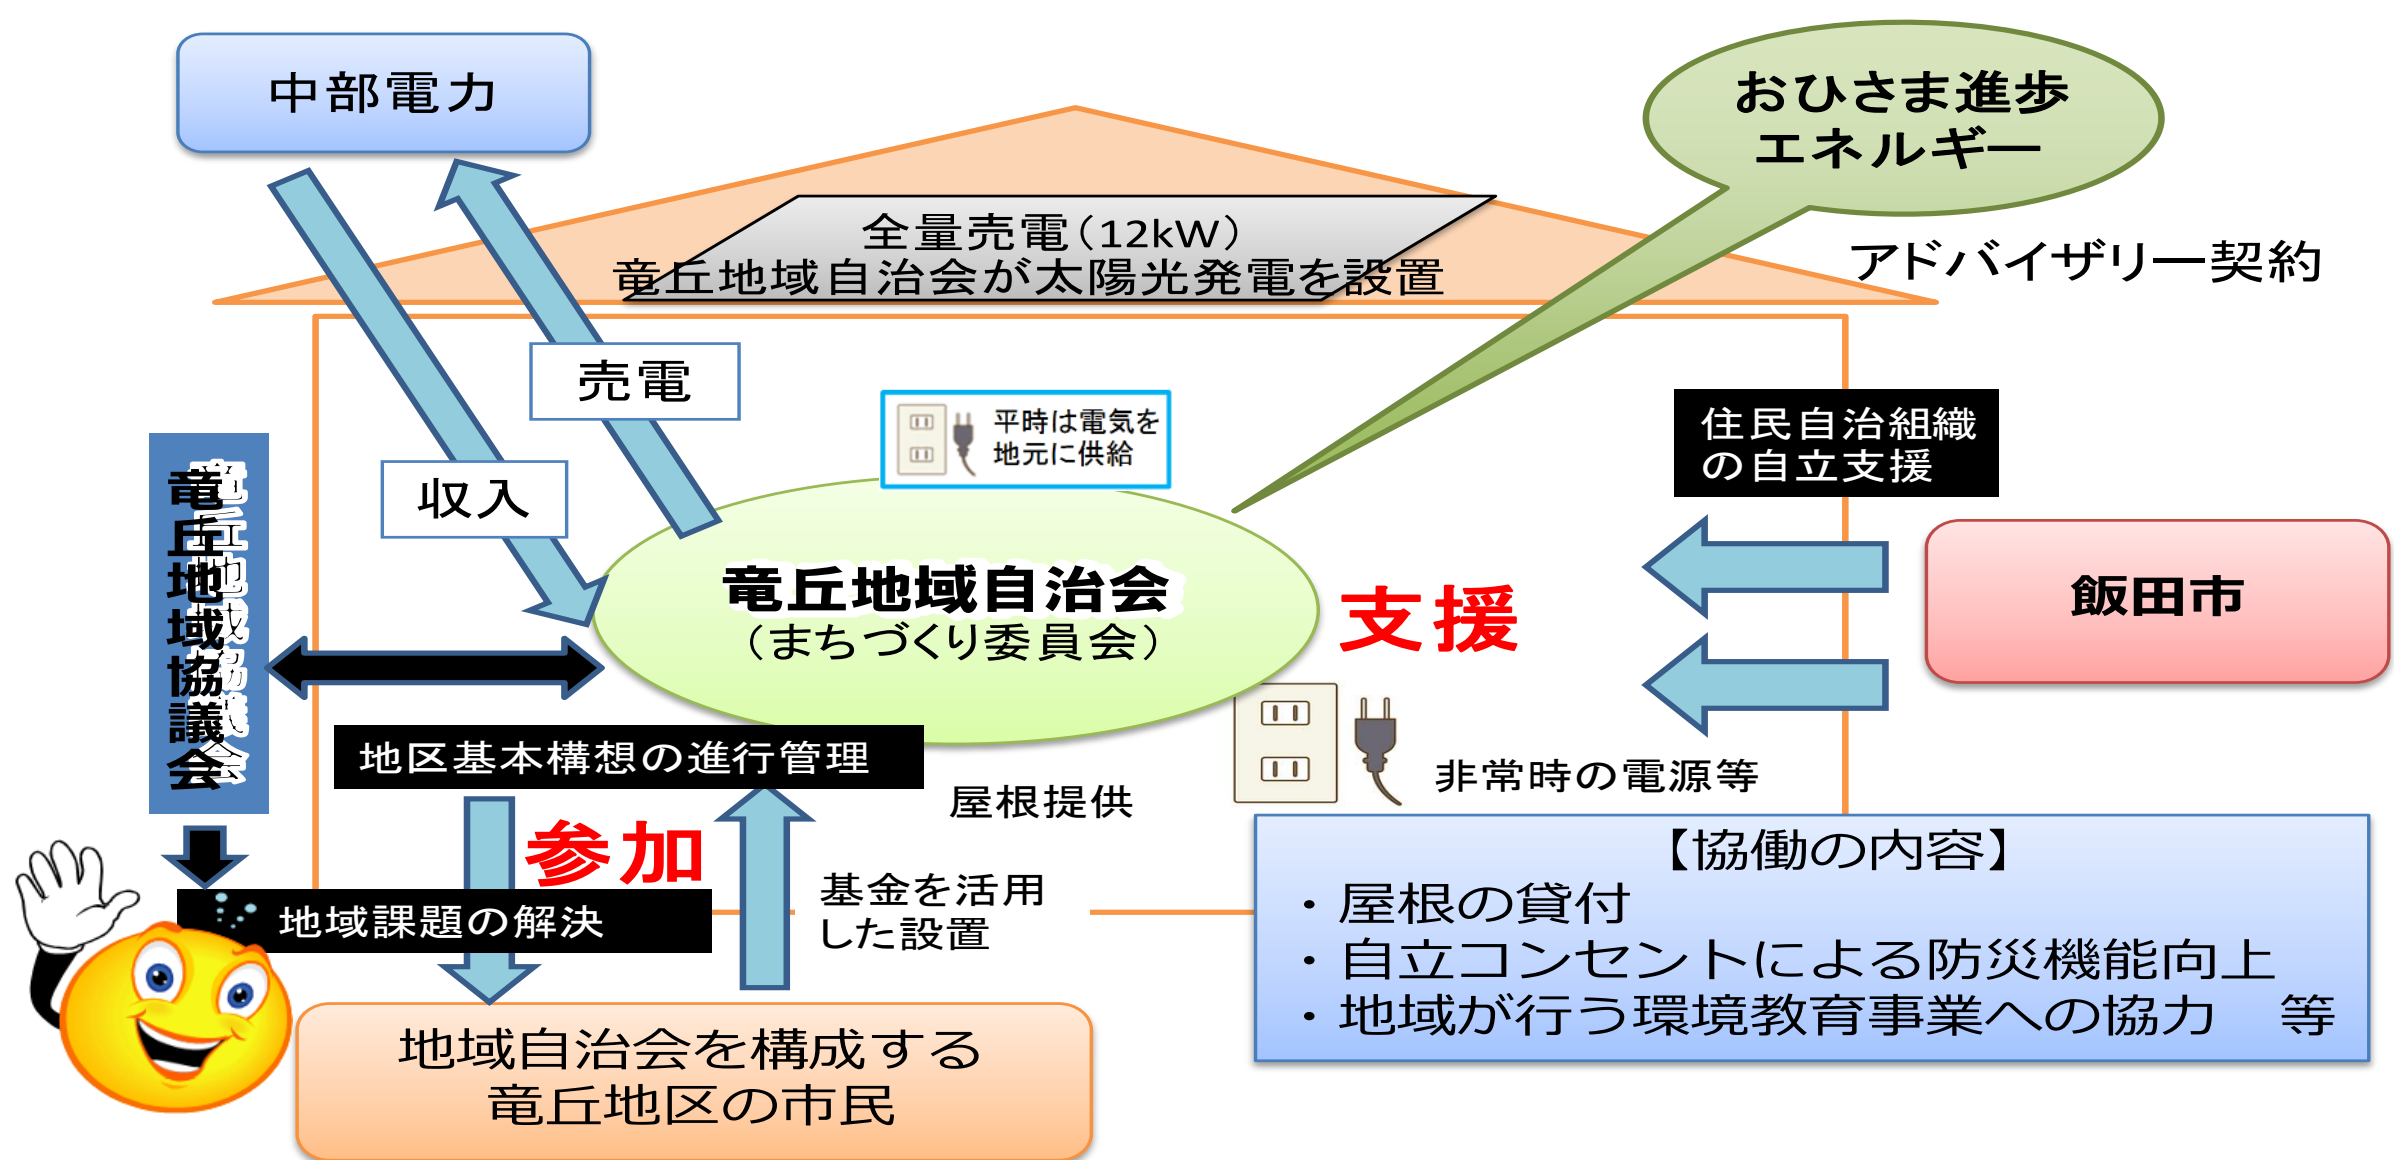 中部電力
おひさま進歩
エネルギー
全量売電（12kW）
竜丘地域自治会が太陽光発電を設置
アドバイザリー契約
売電
平時は電気を
地元に供給
住民自治組織
の自立支援
収入
竜丘地域協議会
竜丘地域自治会
（まちづくり委員会）
支援
飯田市
地区基本構想の進行管理
非常時の電源等
屋根提供
参加
基金を活用
した設置
地域課題の解決
【協働の内容】
・屋根の貸付
・自立コンセントによる防災機能向上
・地域が行う環境教育事業への協力　等
地域自治会を構成する
竜丘地区の市民